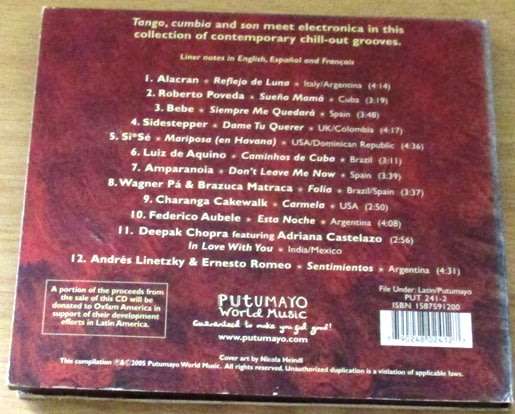 Tango, cumbia and son meet electronica in this
collection of contemporary chill-out grooves.
Liner notes in English, Español and Français
1. Alacran ★ Reflejo de Luna ★ Italy/Argentina (4:14)
2. Roberto Poveda ★ Sueño Mamá ★ Cuba (3:19)
3. Bebe ★ Siempre Me Quedará ★ Spain (3:48)
4. Sidestepper ★ Dame Tu Querer ★ UK/Colombia (4:17)
5. Si*Sé ★ Mariposa (en Havana) ★ USA/Dominican Republic (4:36)
6. Luiz de Aquino ★ Caminhos de Cuba ★ Brazil (3:11)
7. Amparanoia ★ Don't Leave Me Now ★ Spain (3:39)
8. Wagner Pá & Brazuca Matraca ★ Folia ★ Brazil/Spain (3:37)
9. Charanga Cakewalk ★ Carmelo ★ USA (2:50)
10. Federico Aubele ★ Esta Noche ★ Argentina (4:08)
11. Deepak Chopra featuring Adriana Castelazo (2:56)
In Love With You ★ India/Mexico
12. Andrés Linetzky & Ernesto Romeo ★ Sentimientos ★ Argentina (4:31)
A portion of the proceeds from
the sale of this CD will be
donated to Oxfam America in
support of their development
efforts in Latin America.
PUTUMAYO
World Music
Guaranteed to make you feel good!
www.putumayo.com
File Under: Latin/Putumayo
PUT 241-2
ISBN 1587591200
Cover art by Nicola Heindl
This compilation ℗&©2005 Putumayo World Music. All rights reserved. Unauthorized duplication is a violation of applicable laws.